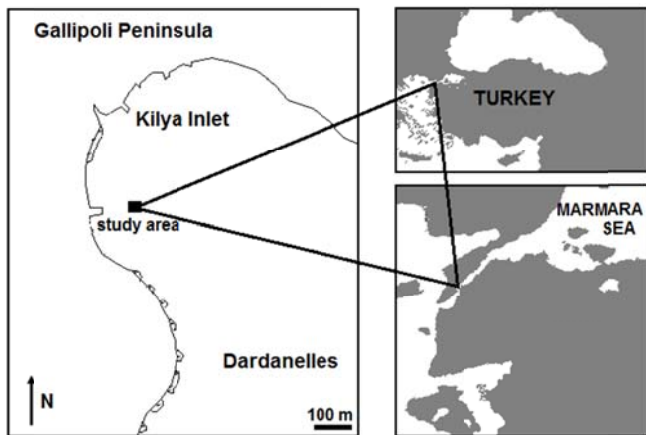 Gallipoli Peninsula
Kilya Inlet
study area
Dardanelles
N
100 m
TURKEY
MARMARA
SEA